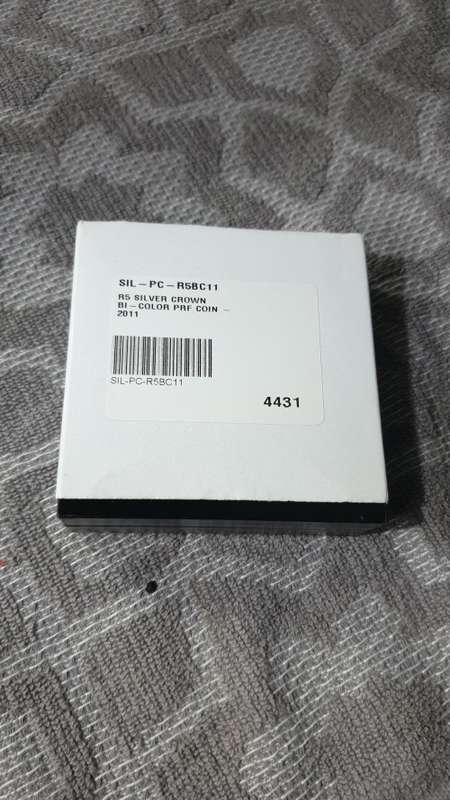 SIL-PC-R5BC11
R5 SILVER CROWN
BI-COLOR PRF COIN -
2011
SIL-PC-R5BC11
4431